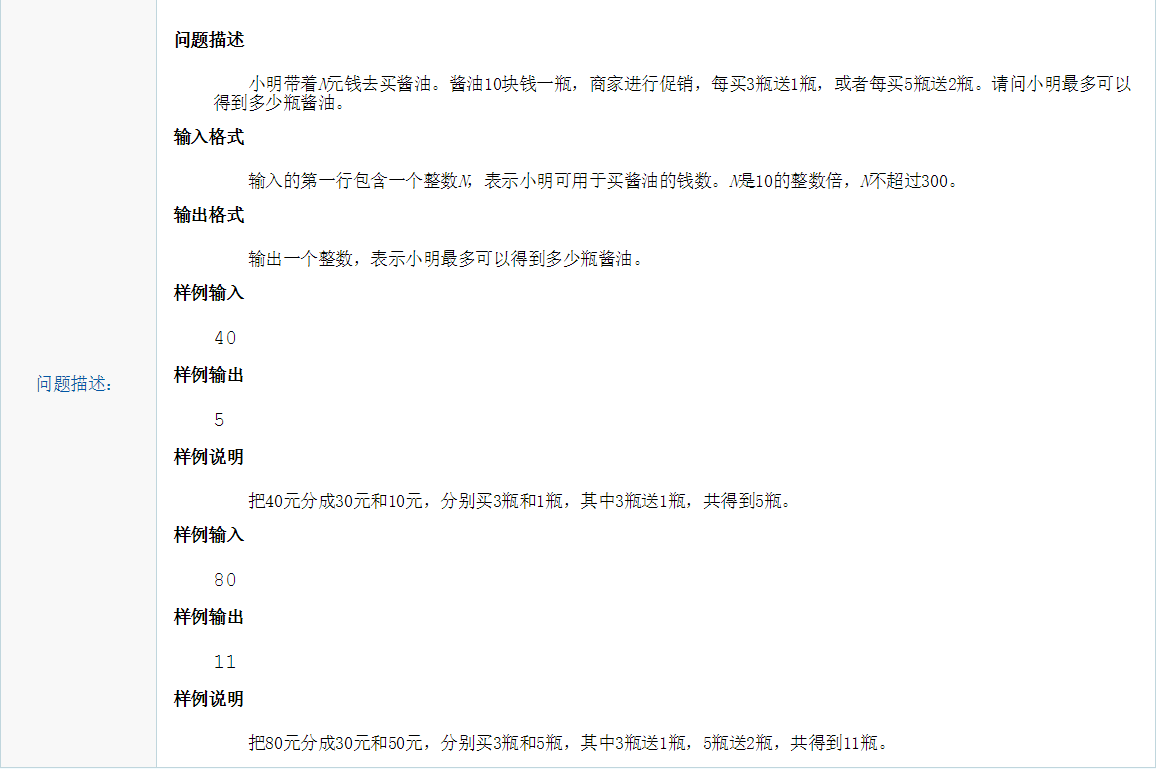 问题描述
小明带着N元钱去买酱油。酱油10块钱一瓶，商家进行促销，每买3瓶送1瓶，或者每买5瓶送2瓶。请问小明最多可以
得到多少瓶酱油。
输入格式
输入的第一行包含一个整数N，表示小明可用于买酱油的钱数。N是10的整数倍，N不超过300。
输出格式
输出一个整数，表示小明最多可以得到多少瓶酱油。
样例输入
40
样例输出
5
样例说明
把40元分成30元和10元，分别买3瓶和1瓶，其中3瓶送1瓶，共得到5瓶。
样例输入
80
样例输出
11
样例说明
把80元分成30元和50元，分别买3瓶和5瓶，其中3瓶送1瓶，5瓶送2瓶，共得到11瓶。
问题描述：